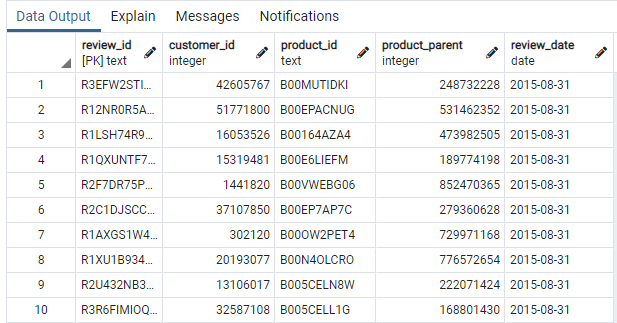 Data Output Explain Messages Notifications
review_id customer_id product_id product_parent review_date
[PK] text integer text integer date
1 R3EFW2STI... 42605767 B00MUTIDKI 248732228 2015-08-31
2 R12NR0R5A... 51771800 B00EPACNUG 531462352 2015-08-31
3 R1LSH74R9... 16053526 B00164AZA4 473982505 2015-08-31
4 R1QXUNTF7... 15319481 B00E6LIEFM 189774198 2015-08-31
5 R2F7DR75P... 1441820 B00VWEBG06 852470365 2015-08-31
6 R2C1DJSCC... 37107850 B00EP7AP7C 279360628 2015-08-31
7 R1AXGS1W4... 302120 B00OW2PET4 729971168 2015-08-31
8 R1XU1B934... 20193077 B00N4OLCRO 776572654 2015-08-31
9 R2U432NB3... 13106017 B005CELN8W 222071424 2015-08-31
10 R3R6FIMIOQ... 32587108 B005CELL1G 168801430 2015-08-31